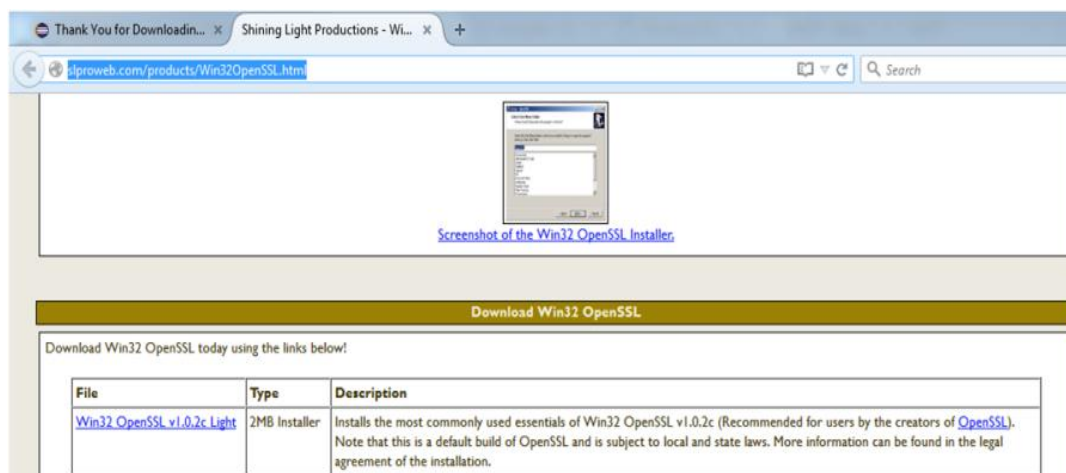 Thank You for Downloadin... ×
Shining Light Productions - Wi... ×
+
slproweb.com/products/Win32OpenSSL.html
Search
Screenshot of the Win32 OpenSSL Installer.
Download Win32 OpenSSL
Download Win32 OpenSSL today using the links below!
File Type Description
Win32 OpenSSL v1.0.2c Light 2MB Installer Installs the most commonly used essentials of Win32 OpenSSL v1.0.2c (Recommended for users by the creators of OpenSSL).
Note that this is a default build of OpenSSL and is subject to local and state laws. More information can be found in the legal
agreement of the installation.